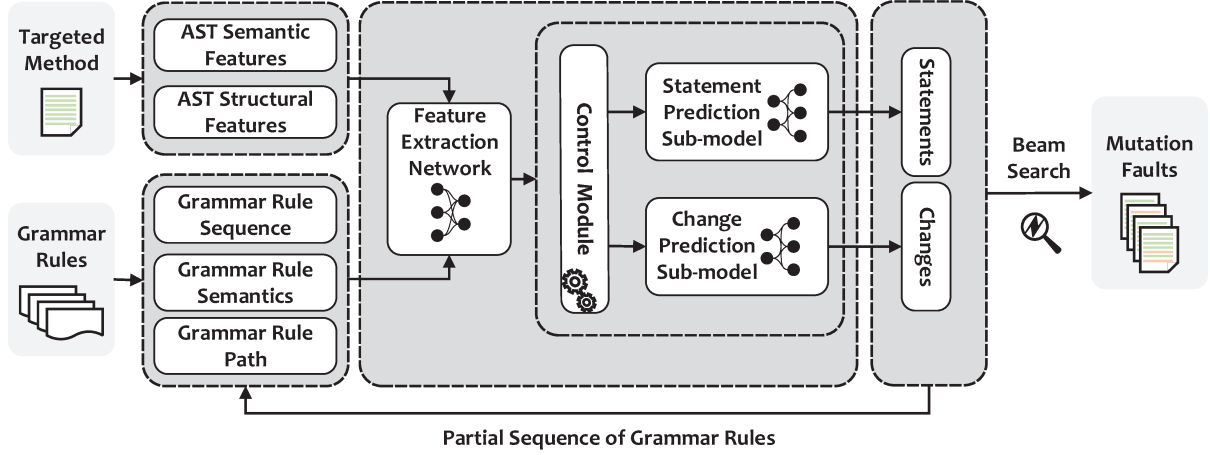 Targeted
Method
AST Semantic
Features
AST Structural
Features
Grammar
Rules
Grammar Rule
Sequence
Grammar Rule
Semantics
Grammar Rule
Path
Feature
Extraction
Network
Control Module
Statement
Prediction
Sub-model
Change
Prediction
Sub-model
Statements
Changes
Beam
Search
Mutation
Faults
Partial Sequence of Grammar Rules